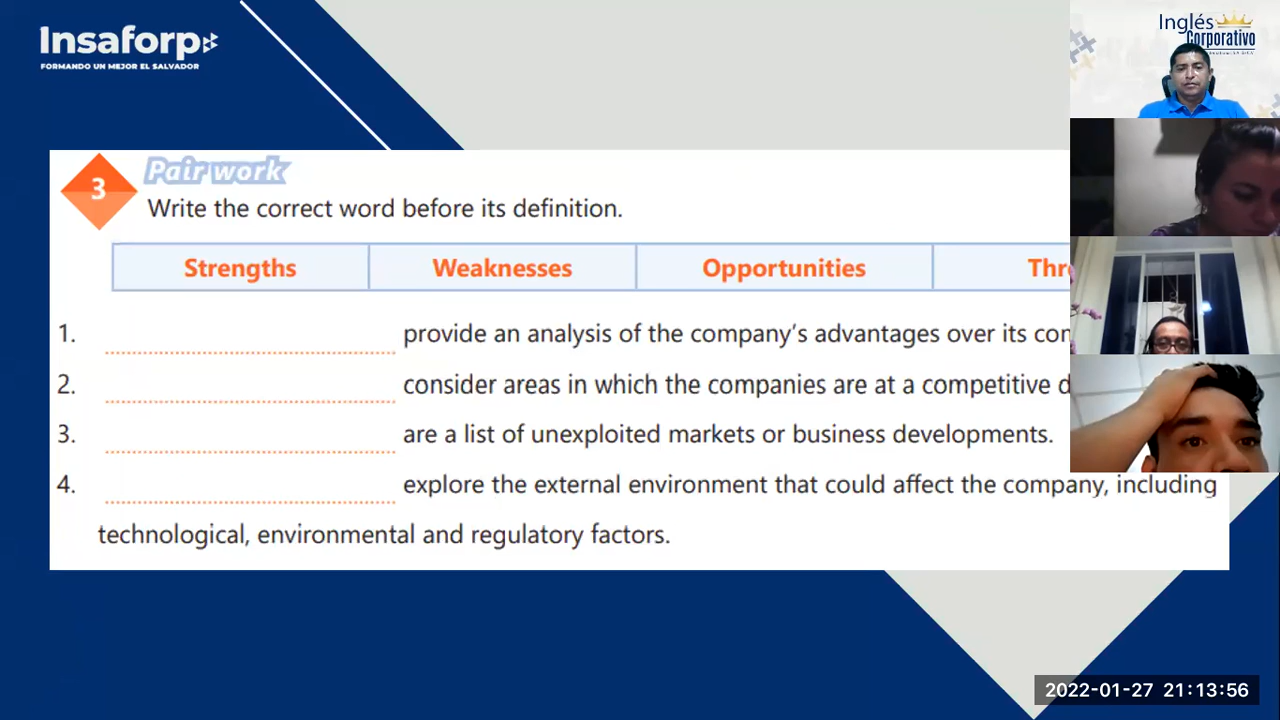 Insaforp
FORMANDO UN MEJOR EL SALVADOR
Inglés
Corporativo
3
Pair work
Write the correct word before its definition.
Strengths Weaknesses Opportunities Thr
1. provide an analysis of the company's advantages over its con
2. consider areas in which the companies are at a competitive d
3. are a list of unexploited markets or business developments.
4. explore the external environment that could affect the company, including
technological, environmental and regulatory factors.
2022-01-27 21:13:56